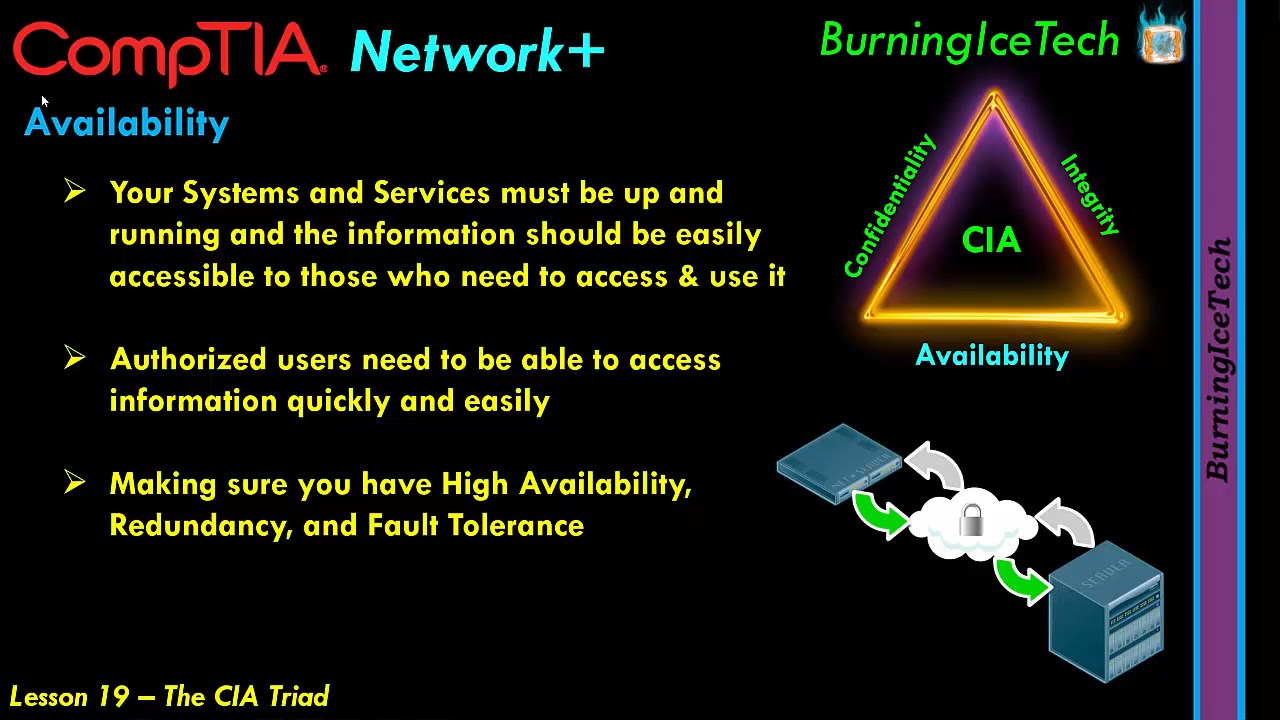 CompTIA® Network+
BurningIceTech
Availability
Your Systems and Services must be up and
running and the information should be easily
accessible to those who need to access & use it
Authorized users need to be able to access
information quickly and easily
Making sure you have High Availability,
Redundancy, and Fault Tolerance
Confidentiality
Integrity
CIA
Availability
SERVER
BurningIceTech
Lesson 19 – The CIA Triad